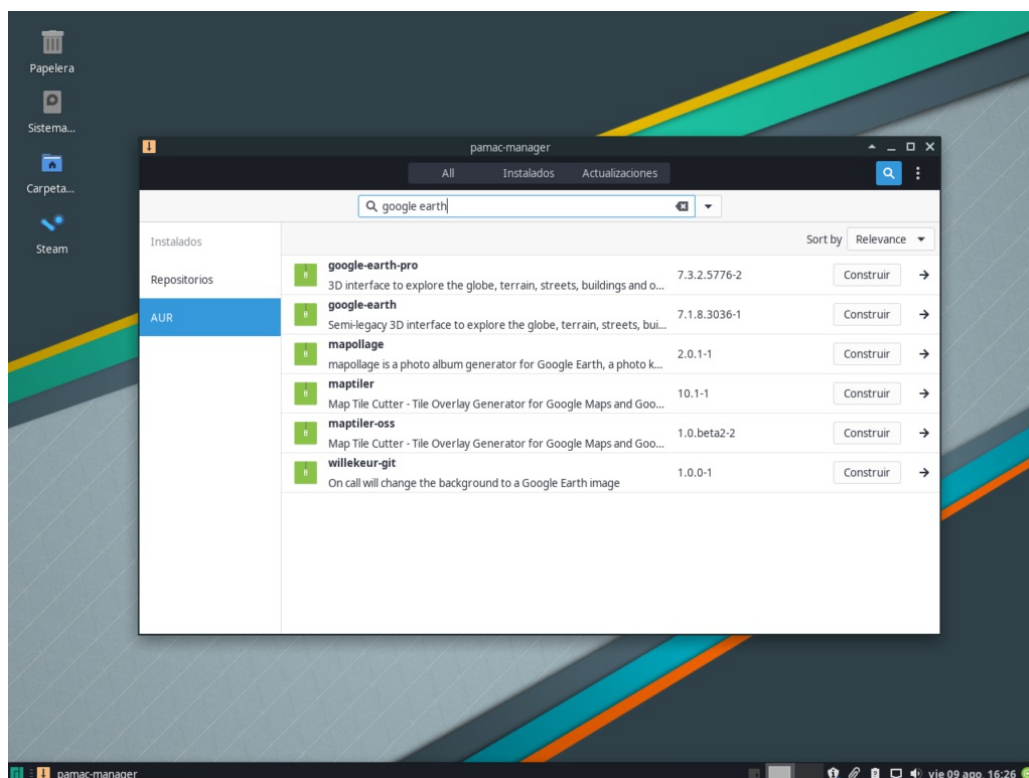 Papelera
Sistema...
Carpeta...
Steam
pamac-manager
All Instalados Actualizaciones
google earth
Sort by Relevance
Instalados
Repositorios
AUR
google-earth-pro
3D interface to explore the globe, terrain, streets, buildings and o...
7.3.2.5776-2
Construir
google-earth
Semi-legacy 3D interface to explore the globe, terrain, streets, bui...
7.1.8.3036-1
Construir
mapollage
mapollage is a photo album generator for Google Earth, a photo k...
2.0.1-1
Construir
maptiler
Map Tile Cutter - Tile Overlay Generator for Google Maps and Goo...
10.1-1
Construir
maptiler-oss
Map Tile Cutter - Tile Overlay Generator for Google Maps and Goo...
1.0.beta2-2
Construir
willekeur-git
On call will change the background to a Google Earth image
1.0.0-1
Construir
pamac-manager
vie 09 ago, 16:26